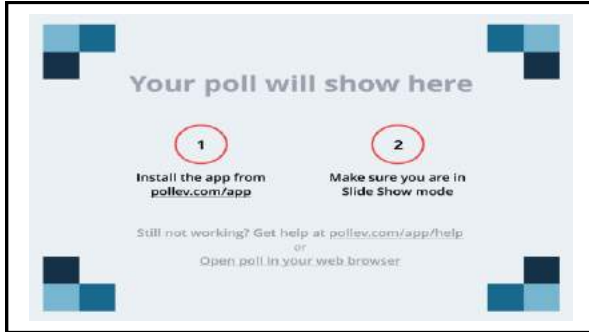 Your poll will show here
1
2
Install the app from
pollev.com/app
Make sure you are in
Slide Show mode
Still not working? Get help at pollev.com/app/help
or
Open poll in your web browser